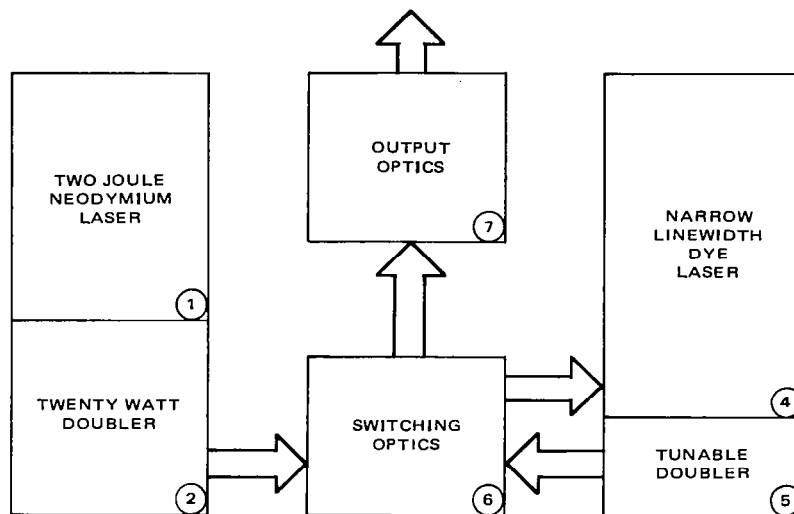 TWO JOULE
NEODYMIUM
LASER
1
TWENTY WATT
DOUBLER
2
OUTPUT
OPTICS
7
SWITCHING
OPTICS
6
NARROW
LINEWIDTH
DYE
LASER
4
TUNABLE
DOUBLER
5